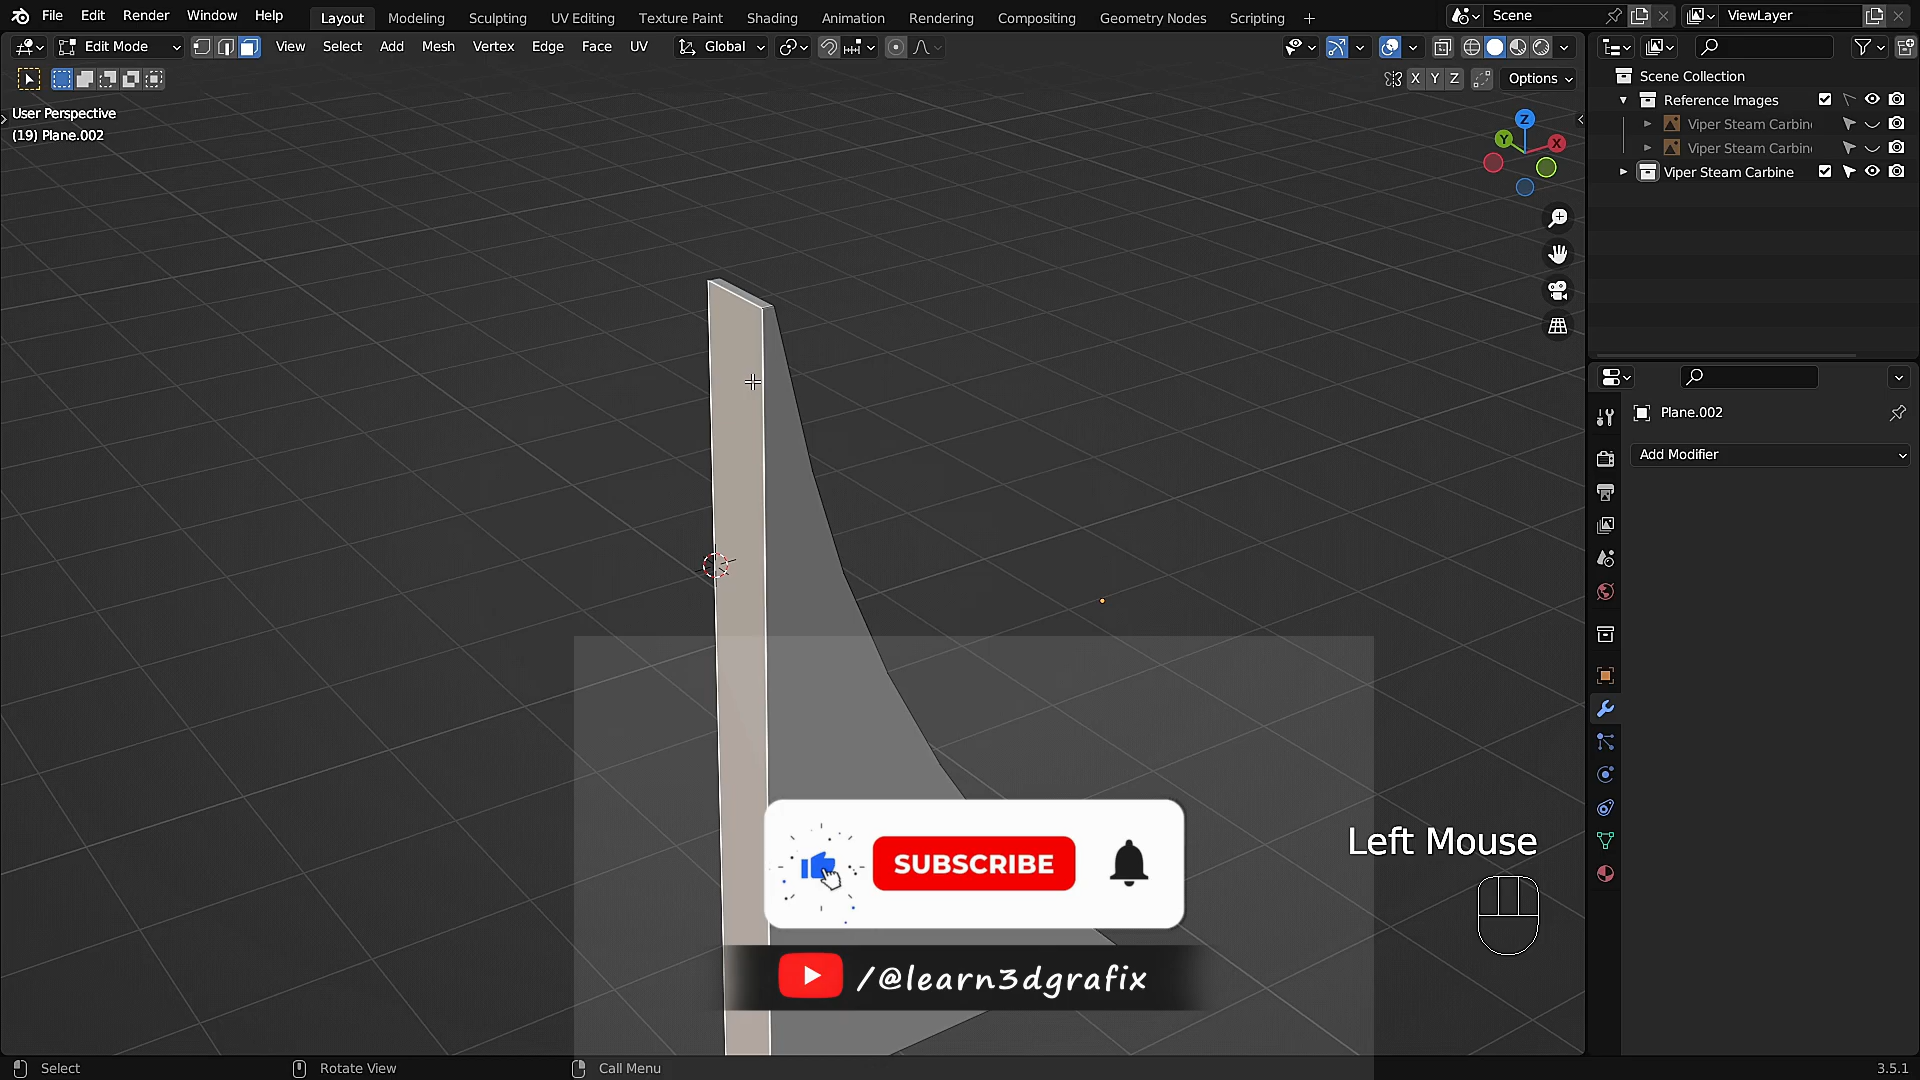 File Edit Render Window Help
Layout Modeling Sculpting UV Editing Texture Paint Shading Animation Rendering Compositing Geometry Nodes Scripting +
Scene
ViewLayer
Edit Mode View Select Add Mesh Vertex Edge Face UV Global
X Y Z Options
User Perspective
(19) Plane.002
Z
Y
X
Scene Collection
Reference Images
Viper Steam Carbin
Viper Steam Carbin
Viper Steam Carbine
Plane.002
Add Modifier
Left Mouse
SUBSCRIBE
/@learn3dgrafix
Select Rotate View Call Menu 3.5.1